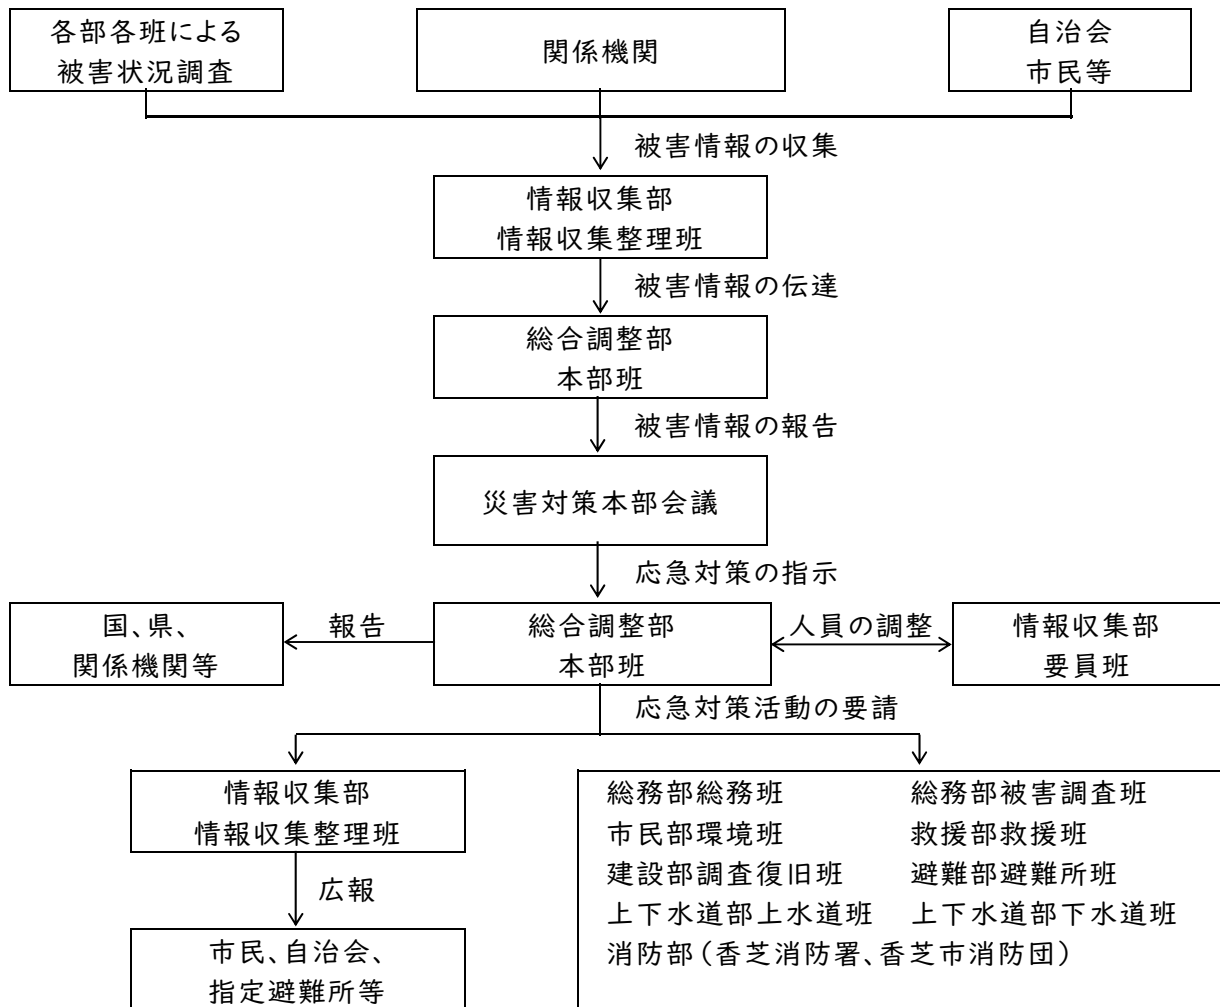 各部各班による
被害状況調査
関係機関
自治会
市民等
被害情報の収集
情報収集部
情報収集整理班
被害情報の伝達
総合調整部
本部班
被害情報の報告
災害対策本部会議
応急対策の指示
国、県、
関係機関等
報告
総合調整部
本部班
人員の調整
情報収集部
要員班
応急対策活動の要請
情報収集部
情報収集整理班
広報
市民、自治会、
指定避難所等
総務部総務班 総務部被害調査班
市民部環境班 救援部救援班
建設部調査復旧班 避難部避難所班
上下水道部上水道班 上下水道部下水道班
消防部（香芝消防署、香芝市消防団）